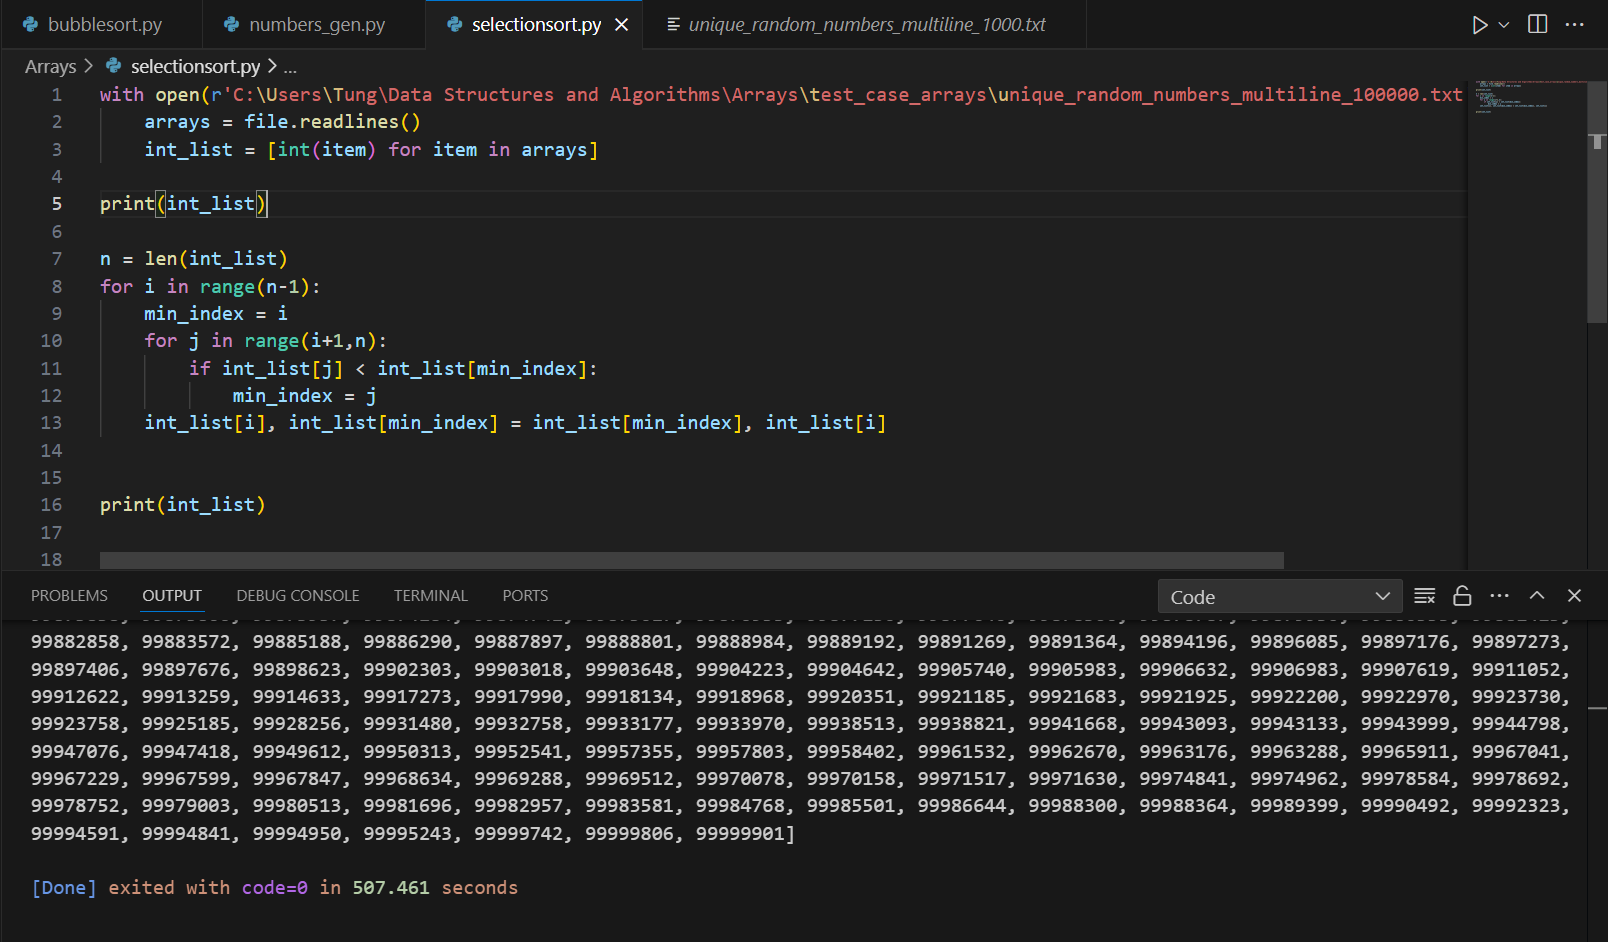 bubblesort.py numbers_gen.py selectionsort.py unique_random_numbers_multiline_1000.txt
Arrays > selectionsort.py > ...
1 with open(r'C:\Users\Tung\Data Structures and Algorithms\Arrays\test_case_arrays\unique_random_numbers_multiline_100000.txt
2 arrays = file.readlines()
3 int_list = [int(item) for item in arrays]
4
5 print(int_list)
6
7 n = len(int_list)
8 for i in range(n-1):
9 min_index = i
10 for j in range(i+1,n):
11 if int_list[j] < int_list[min_index]:
12 min_index = j
13 int_list[i], int_list[min_index] = int_list[min_index], int_list[i]
14
15
16 print(int_list)
17
18
PROBLEMS OUTPUT DEBUG CONSOLE TERMINAL PORTS Code
99882858, 99883572, 99885188, 99886290, 99887897, 99888801, 99888984, 99889192, 99891269, 99891364, 99894196, 99896085, 99897176, 99897273,
99897406, 99897676, 99898623, 99902303, 99903018, 99903648, 99904223, 99904642, 99905740, 99905983, 99906632, 99906983, 99907619, 99911052,
99912622, 99913259, 99914633, 99917273, 99917990, 99918134, 99918968, 99920351, 99921185, 99921683, 99921925, 99922200, 99922970, 99923730,
99923758, 99925185, 99928256, 99931480, 99932758, 99933177, 99933970, 99938513, 99938821, 99941668, 99943093, 99943133, 99943999, 99944798,
99947076, 99947418, 99949612, 99950313, 99952541, 99957355, 99957803, 99958402, 99961532, 99962670, 99963176, 99963288, 99965911, 99967041,
99967229, 99967599, 99967847, 99968634, 99969288, 99969512, 99970078, 99970158, 99971517, 99971630, 99974841, 99974962, 99978584, 99978692,
99978752, 99979003, 99980513, 99981696, 99982957, 99983581, 99984768, 99985501, 99986644, 99988300, 99988364, 99989399, 99990492, 99992323,
99994591, 99994841, 99994950, 99995243, 99999742, 99999806, 99999901]
[Done] exited with code=0 in 507.461 seconds